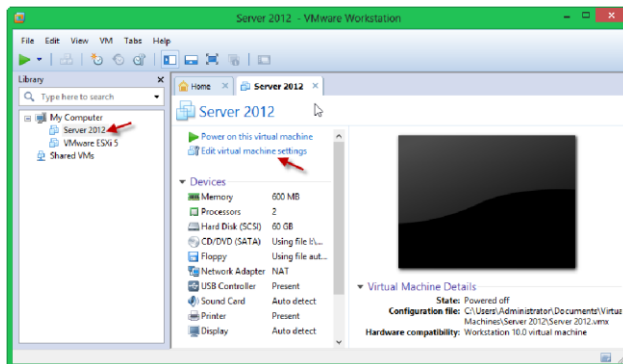 Server 2012 - VMware Workstation
File Edit View VM Tabs Help
Library
Type here to search
My Computer
Server 2012
VMware ESXi 5
Shared VMs
Home
Server 2012
Server 2012
Power on this virtual machine
Edit virtual machine settings
Devices
Memory 600 MB
Processors 2
Hard Disk (SCSI) 60 GB
CD/DVD (SATA) Using file I:\...
Floppy Using file aut...
Network Adapter NAT
USB Controller Present
Sound Card Auto detect
Printer Present
Display Auto detect
Virtual Machine Details
State: Powered off
Configuration file: C:\Users\Administrator\Documents\Virtua
Machines\Server 2012\Server 2012.vmx
Hardware compatibility: Workstation 10.0 virtual machine